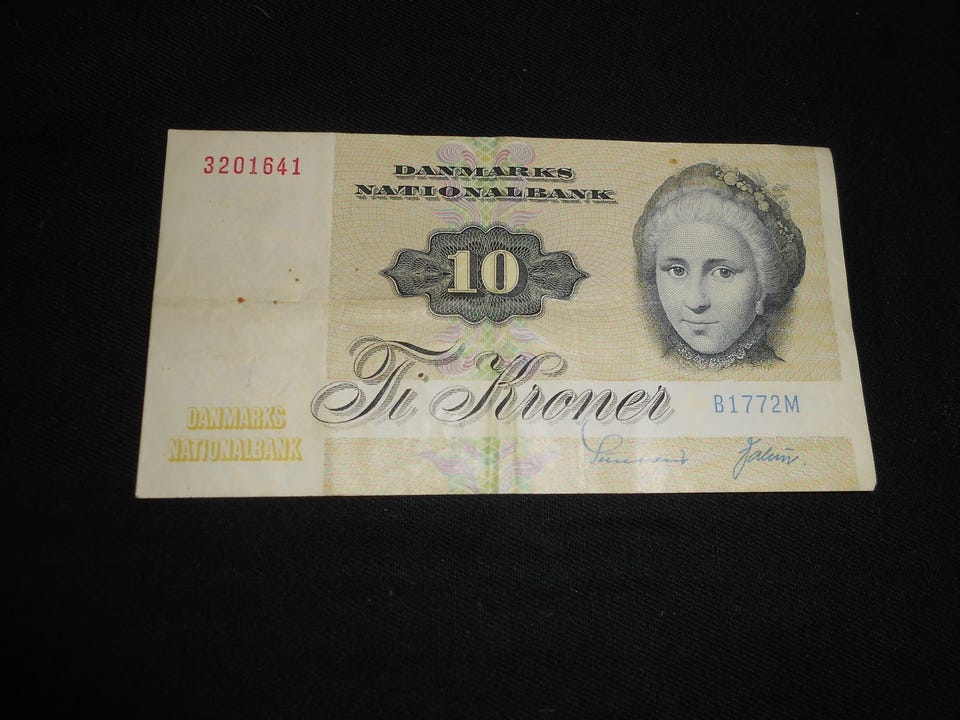 3201641
DANMARKS
NATIONALBANK
10
Ti Kroner
B1772M
DANMARKS
NATIONALBANK